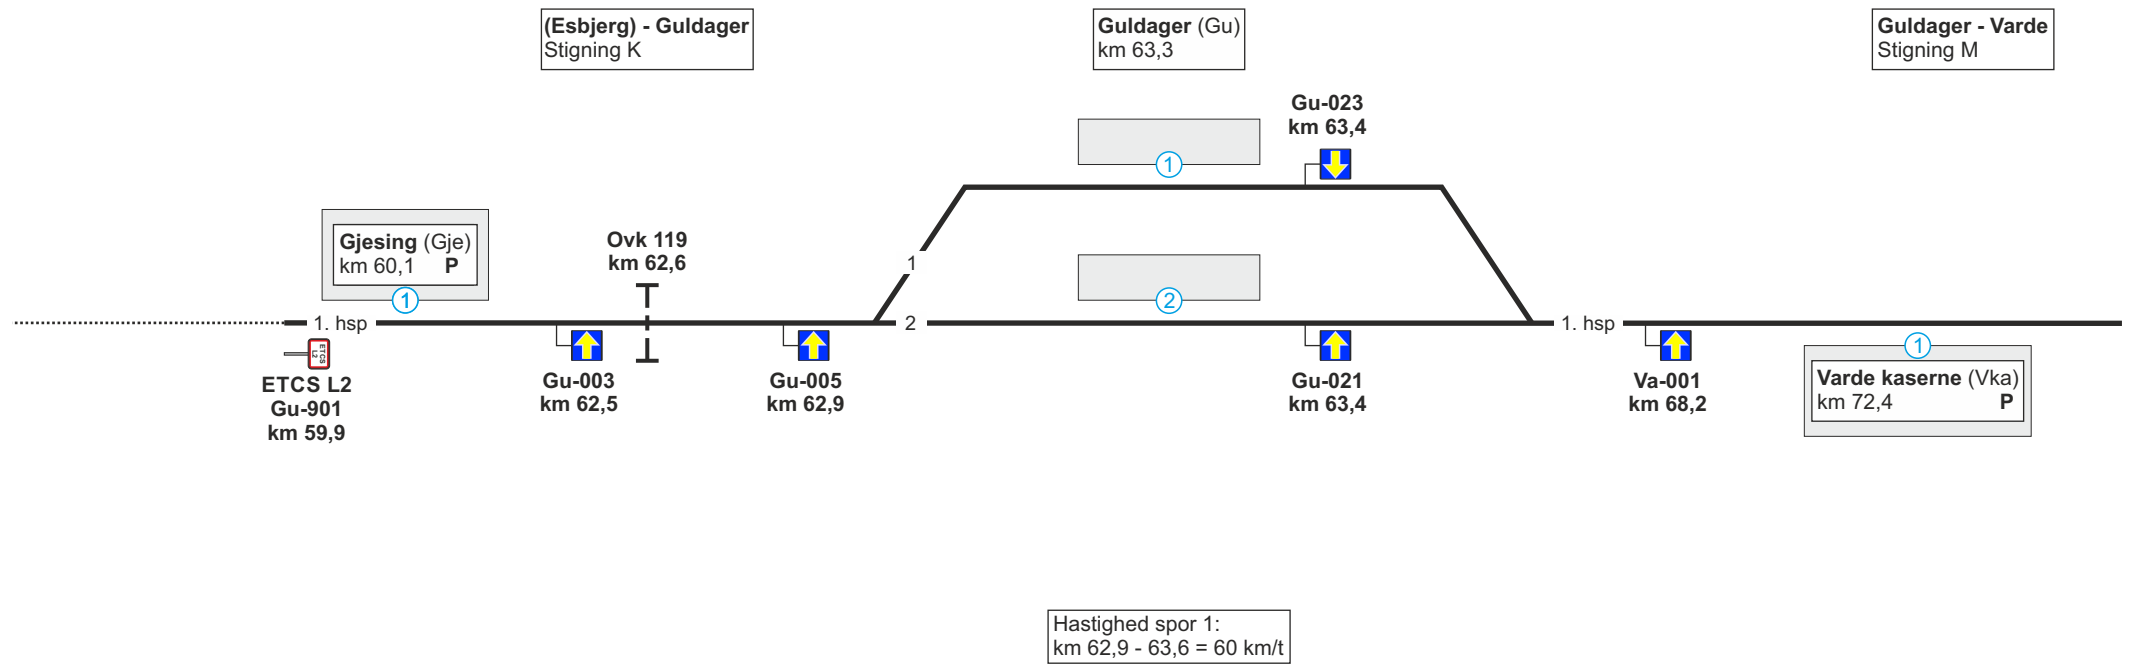 (Esbjerg) - Guldager
Stigning K
Guldager (Gu)
km 63,3
Guldager - Varde
Stigning M
Gu-023
km 63,4
1
Gjesing (Gje)
km 60,1 P
1
Ovk 119
km 62,6
1
2
1. hsp
2
1. hsp
ETCS
L2
ETCS L2
Gu-901
km 59,9
Gu-003
km 62,5
Gu-005
km 62,9
Gu-021
km 63,4
Va-001
km 68,2
1
Varde kaserne (Vka)
km 72,4 P
Hastighed spor 1:
km 62,9 - 63,6 = 60 km/t